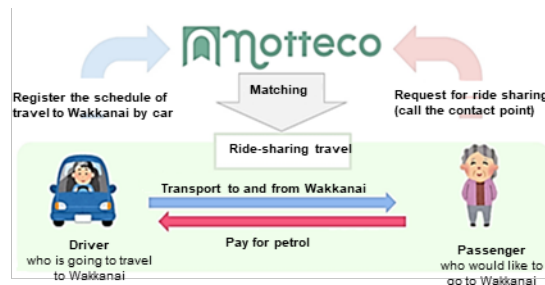 notteco
Register the schedule of
travel to Wakkanai by car
Matching
Request for ride sharing
(call the contact point)
Ride-sharing travel
Transport to and from Wakkanai
Pay for petrol
Driver
who is going to travel
to Wakkanai
Passenger
who would like to
go to Wakkanai